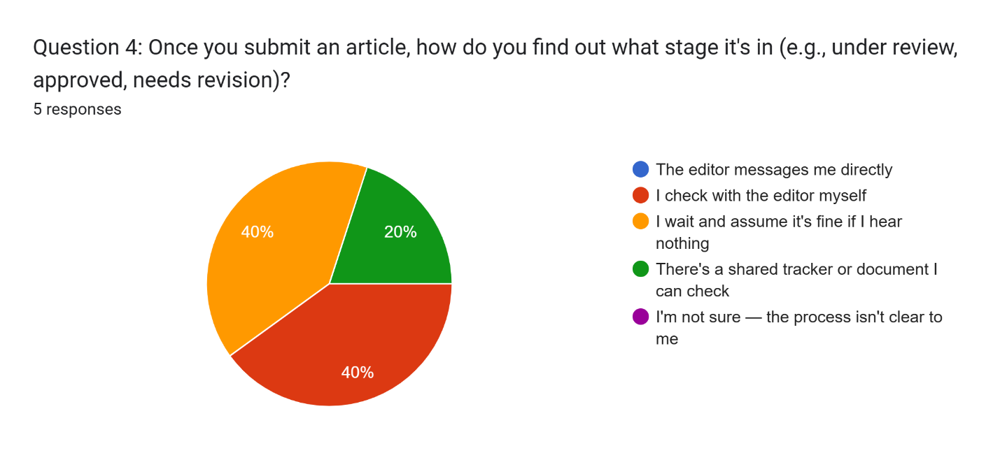 Question 4: Once you submit an article, how do you find out what stage it's in (e.g., under review,
approved, needs revision)?
5 responses
40%
20%
40%
The editor messages me directly
I check with the editor myself
I wait and assume it's fine if I hear
nothing
There's a shared tracker or document I
can check
I'm not sure — the process isn't clear to
me